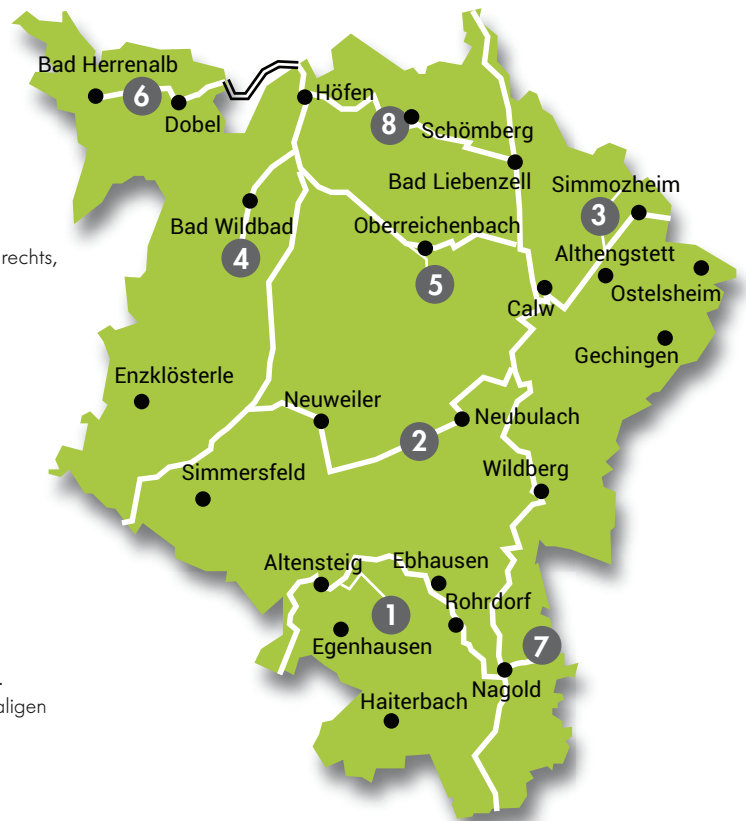 Bad Herrenalb
6
Dobel
Höfen
8
Schömberg
Bad Liebenzell
Simmozheim
3
Bad Wildbad
4
Oberreichenbach
5
Althengstett
Ostelsheim
Calw
Gechingen
rechts,
Enzklösterle
Neuweiler
2
Neubulach
Wildberg
Simmersfeld
Altensteig
Ebhausen
1
Rohrdorf
Egenhausen
7
Nagold
Haiterbach
aligen